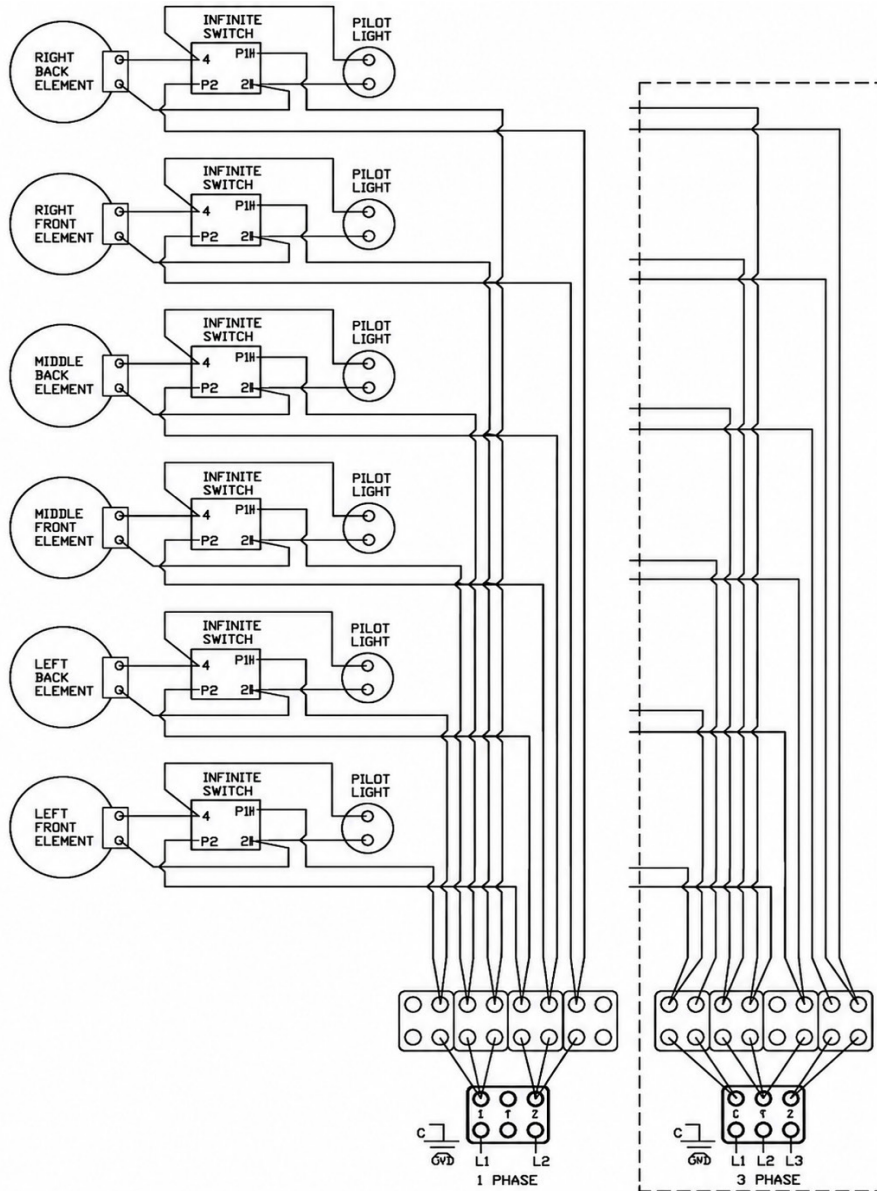 INFINITE
SWITCH
PILOT
LIGHT
RIGHT
BACK
ELEMENT
4
P1H
P2
2H
INFINITE
SWITCH
PILOT
LIGHT
RIGHT
FRONT
ELEMENT
4
P1H
P2
2H
INFINITE
SWITCH
PILOT
LIGHT
MIDDLE
BACK
ELEMENT
4
P1H
P2
2H
INFINITE
SWITCH
PILOT
LIGHT
MIDDLE
FRONT
ELEMENT
4
P1H
P2
2H
INFINITE
SWITCH
PILOT
LIGHT
LEFT
BACK
ELEMENT
4
P1H
P2
2H
INFINITE
SWITCH
PILOT
LIGHT
LEFT
FRONT
ELEMENT
4
P1H
P2
2H
1 2
C
GND
L1 L2
1 PHASE
2
C
GND
L1 L2 L3
3 PHASE